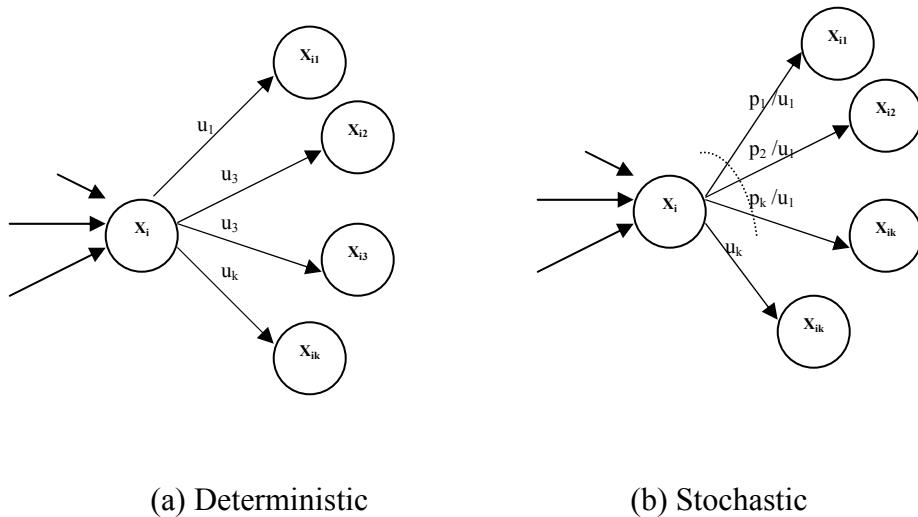 X_i1
u_1
X_i2
u_3
X_i
u_3
X_i3
u_k
X_ik
(a) Deterministic
X_i1
p_1 /u_1
X_i2
p_2 /u_1
X_i
p_k /u_1
X_ik
u_k
X_ik
(b) Stochastic